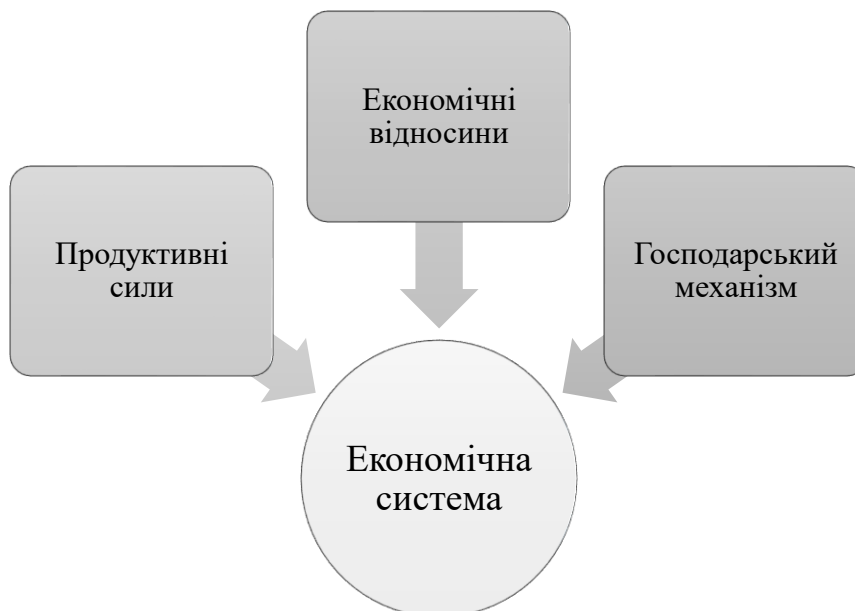 Економічні
відносини
Продуктивні
сили
Господарський
механізм
Економічна
система